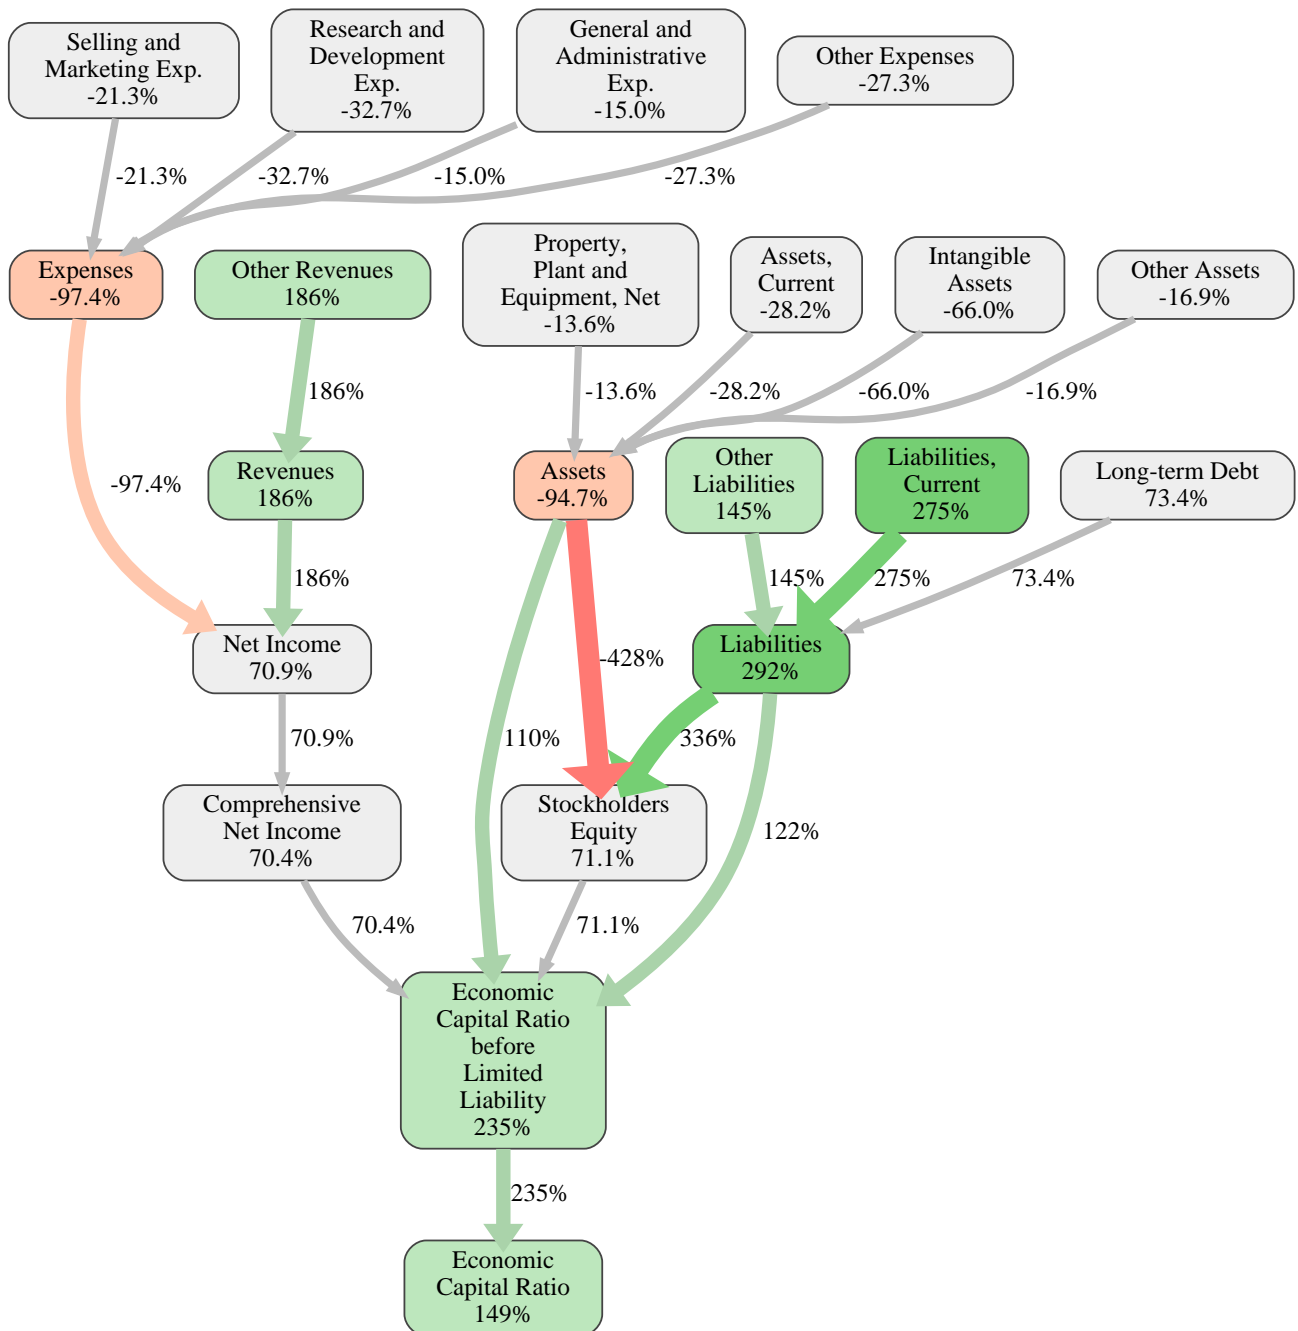 Selling and
Marketing Exp.
-21.3%
Research and
Development
Exp.
-32.7%
General and
Administrative
Exp.
-15.0%
Other Expenses
-27.3%
-21.3%
-32.7%
-15.0%
-27.3%
Expenses
-97.4%
Other Revenues
186%
Property,
Plant and
Equipment, Net
-13.6%
Assets,
Current
-28.2%
Intangible
Assets
-66.0%
Other Assets
-16.9%
186%
-13.6%
-28.2%
-66.0%
-16.9%
-97.4%
Revenues
186%
Assets
-94.7%
Other
Liabilities
145%
Liabilities,
Current
275%
Long-term Debt
73.4%
186%
145%
275%
73.4%
Net Income
70.9%
-428%
Liabilities
292%
70.9%
110%
336%
Comprehensive
Net Income
70.4%
Stockholders
Equity
71.1%
122%
70.4%
71.1%
Economic
Capital Ratio
before
Limited
Liability
235%
235%
Economic
Capital Ratio
149%